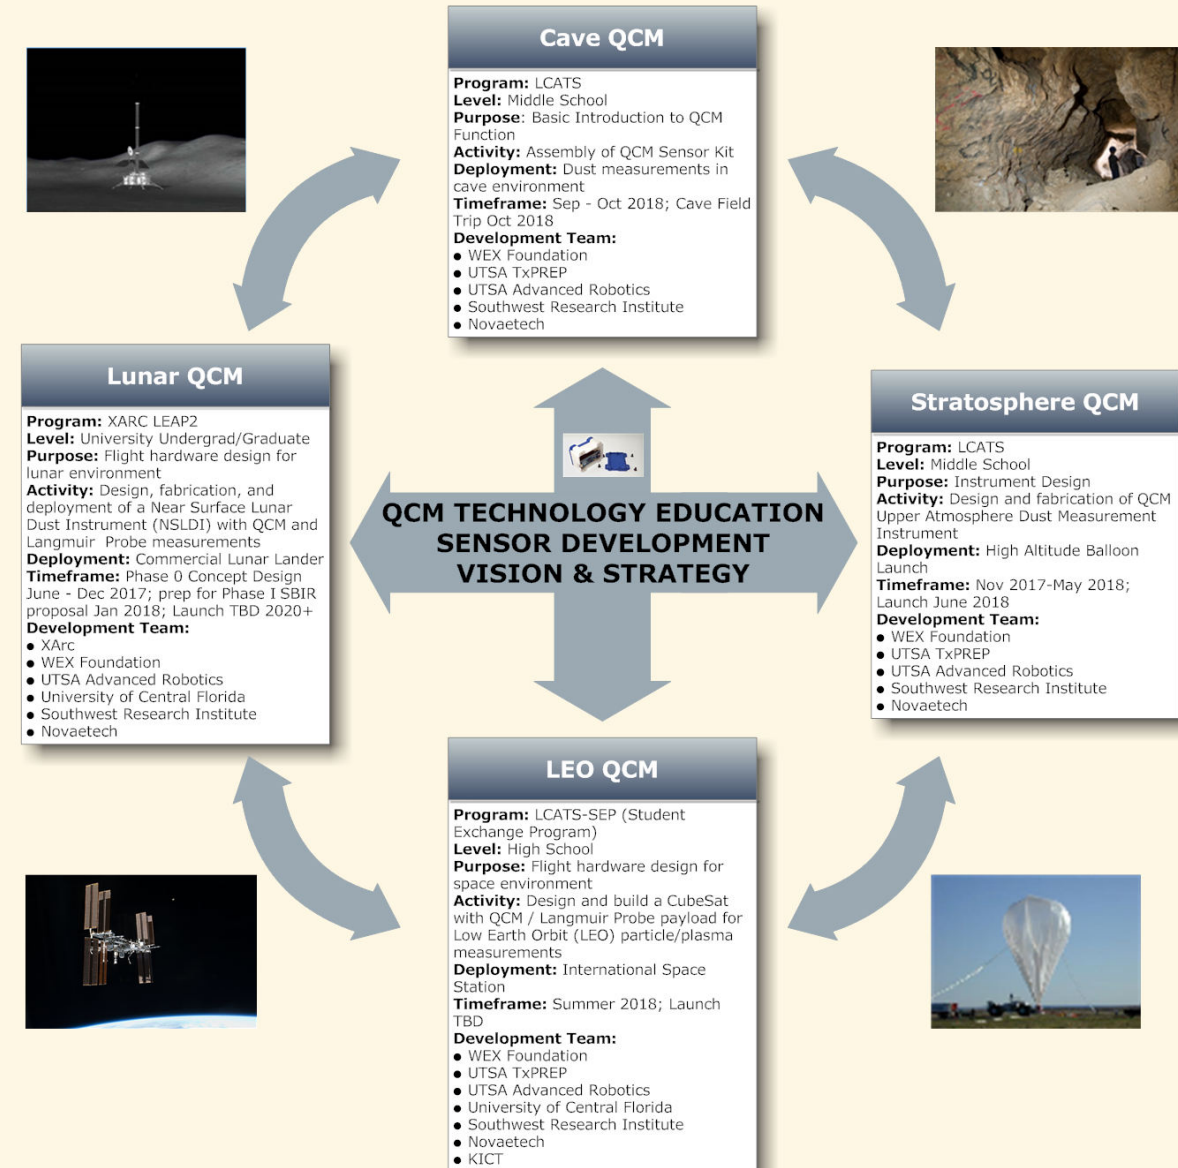 Cave QCM
Program: LCATS
Level: Middle School
Purpose: Basic Introduction to QCM
Function
Activity: Assembly of QCM Sensor Kit
Deployment: Dust measurements in
cave environment
Timeframe: Sep - Oct 2018; Cave Field
Trip Oct 2018
Development Team:
● WEX Foundation
● UTSA TxPREP
● UTSA Advanced Robotics
● Southwest Research Institute
● Novaetech
Lunar QCM
Program: XARC LEAP2
Level: University Undergrad/Graduate
Purpose: Flight hardware design for
lunar environment
Activity: Design, fabrication, and
deployment of a Near Surface Lunar
Dust Instrument (NSLDI) with QCM and
Langmuir Probe measurements
Deployment: Commercial Lunar Lander
Timeframe: Phase 0 Concept Design
June - Dec 2017; prep for Phase I SBIR
proposal Jan 2018; Launch TBD 2020+
Development Team:
● XArc
● WEX Foundation
● UTSA Advanced Robotics
● University of Central Florida
● Southwest Research Institute
● Novaetech
QCM TECHNOLOGY EDUCATION
SENSOR DEVELOPMENT
VISION & STRATEGY
Stratosphere QCM
Program: LCATS
Level: Middle School
Purpose: Instrument Design
Activity: Design and fabrication of QCM
Upper Atmosphere Dust Measurement
Instrument
Deployment: High Altitude Balloon
Launch
Timeframe: Nov 2017-May 2018;
Launch June 2018
Development Team:
● WEX Foundation
● UTSA TxPREP
● UTSA Advanced Robotics
● Southwest Research Institute
● Novaetech
LEO QCM
Program: LCATS-SEP (Student
Exchange Program)
Level: High School
Purpose: Flight hardware design for
space environment
Activity: Design and build a CubeSat
with QCM / Langmuir Probe payload for
Low Earth Orbit (LEO) particle/plasma
measurements
Deployment: International Space
Station
Timeframe: Summer 2018; Launch
TBD
Development Team:
● WEX Foundation
● UTSA TxPREP
● UTSA Advanced Robotics
● University of Central Florida
● Southwest Research Institute
● Novaetech
● KICT